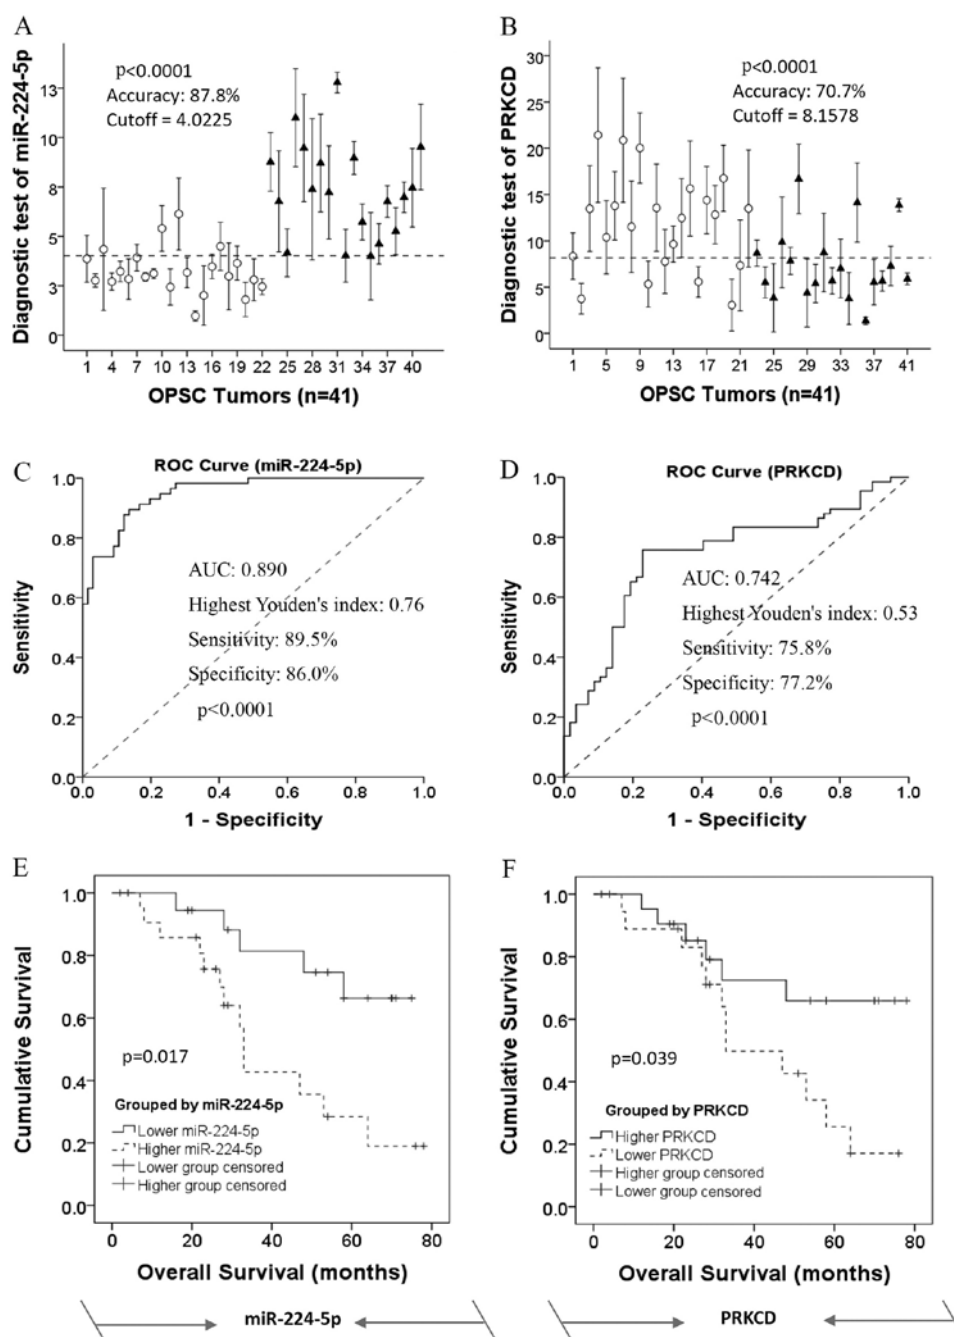 A
Diagnostic test of miR-224-5p
p<0.0001
Accuracy: 87.8%
Cutoff = 4.0225
13
10
8
5
3
0
1 4 7 10 13 16 19 22 25 28 31 34 37 40
OPSC Tumors (n=41)
B
Diagnostic test of PRKCD
p<0.0001
Accuracy: 70.7%
Cutoff = 8.1578
30
25
20
15
10
5
0
1 5 9 13 17 21 25 29 33 37 41
OPSC Tumors (n=41)
C
ROC Curve (miR-224-5p)
Sensitivity
1.0
0.8
0.6
0.4
0.2
0.0
AUC: 0.890
Highest Youden's index: 0.76
Sensitivity: 89.5%
Specificity: 86.0%
p<0.0001
0.0 0.2 0.4 0.6 0.8 1.0
1 - Specificity
D
ROC Curve (PRKCD)
Sensitivity
1.0
0.8
0.6
0.4
0.2
0.0
AUC: 0.742
Highest Youden's index: 0.53
Sensitivity: 75.8%
Specificity: 77.2%
p<0.0001
0.0 0.2 0.4 0.6 0.8 1.0
1 - Specificity
E
Cumulative Survival
1.0
0.8
0.6
0.4
0.2
0.0
p=0.017
Grouped by miR-224-5p
Lower miR-224-5p
Higher miR-224-5p
Lower group censored
Higher group censored
0 20 40 60 80
Overall Survival (months)
miR-224-5p
F
Cumulative Survival
1.0
0.8
0.6
0.4
0.2
0.0
p=0.039
Grouped by PRKCD
Higher PRKCD
Lower PRKCD
Higher group censored
Lower group censored
0 20 40 60 80
Overall Survival (months)
PRKCD